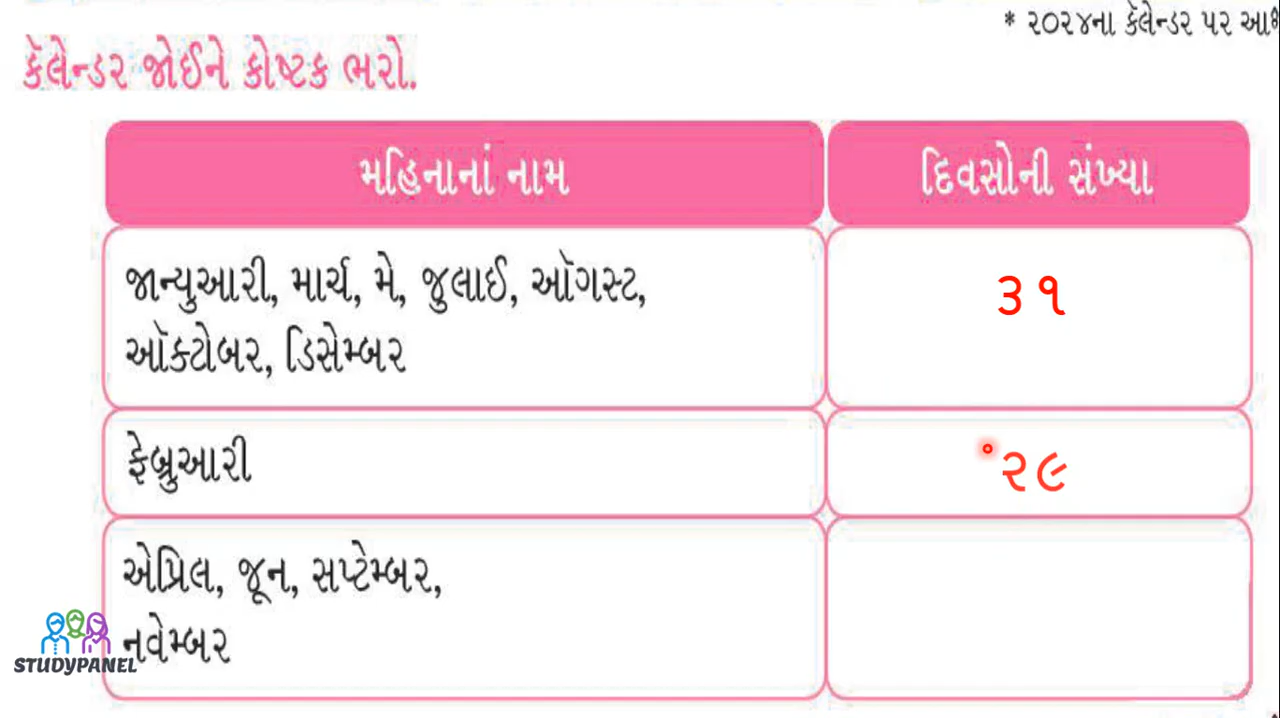 * ૨૦૨૪ના કૅલેન્ડર પર
કૅલેન્ડર જોઈને કોષ્ટક ભરો.
મહિનાનાં નામ
દિવસોની સંખ્યા
જાન્યુઆરી, માર્ચ, મે, જુલાઈ, ઑગસ્ટ,
ઑક્ટોબર, ડિસેમ્બર
૩૧
ફેબ્રુઆરી
૨૯
એપ્રિલ, જૂન, સપ્ટેમ્બર,
નવેમ્બર
STUDYPANEL